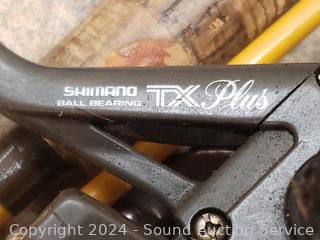 SHIMANO
BALL BEARING
TX Plus
Copyright 2024 - Sound Auction Service